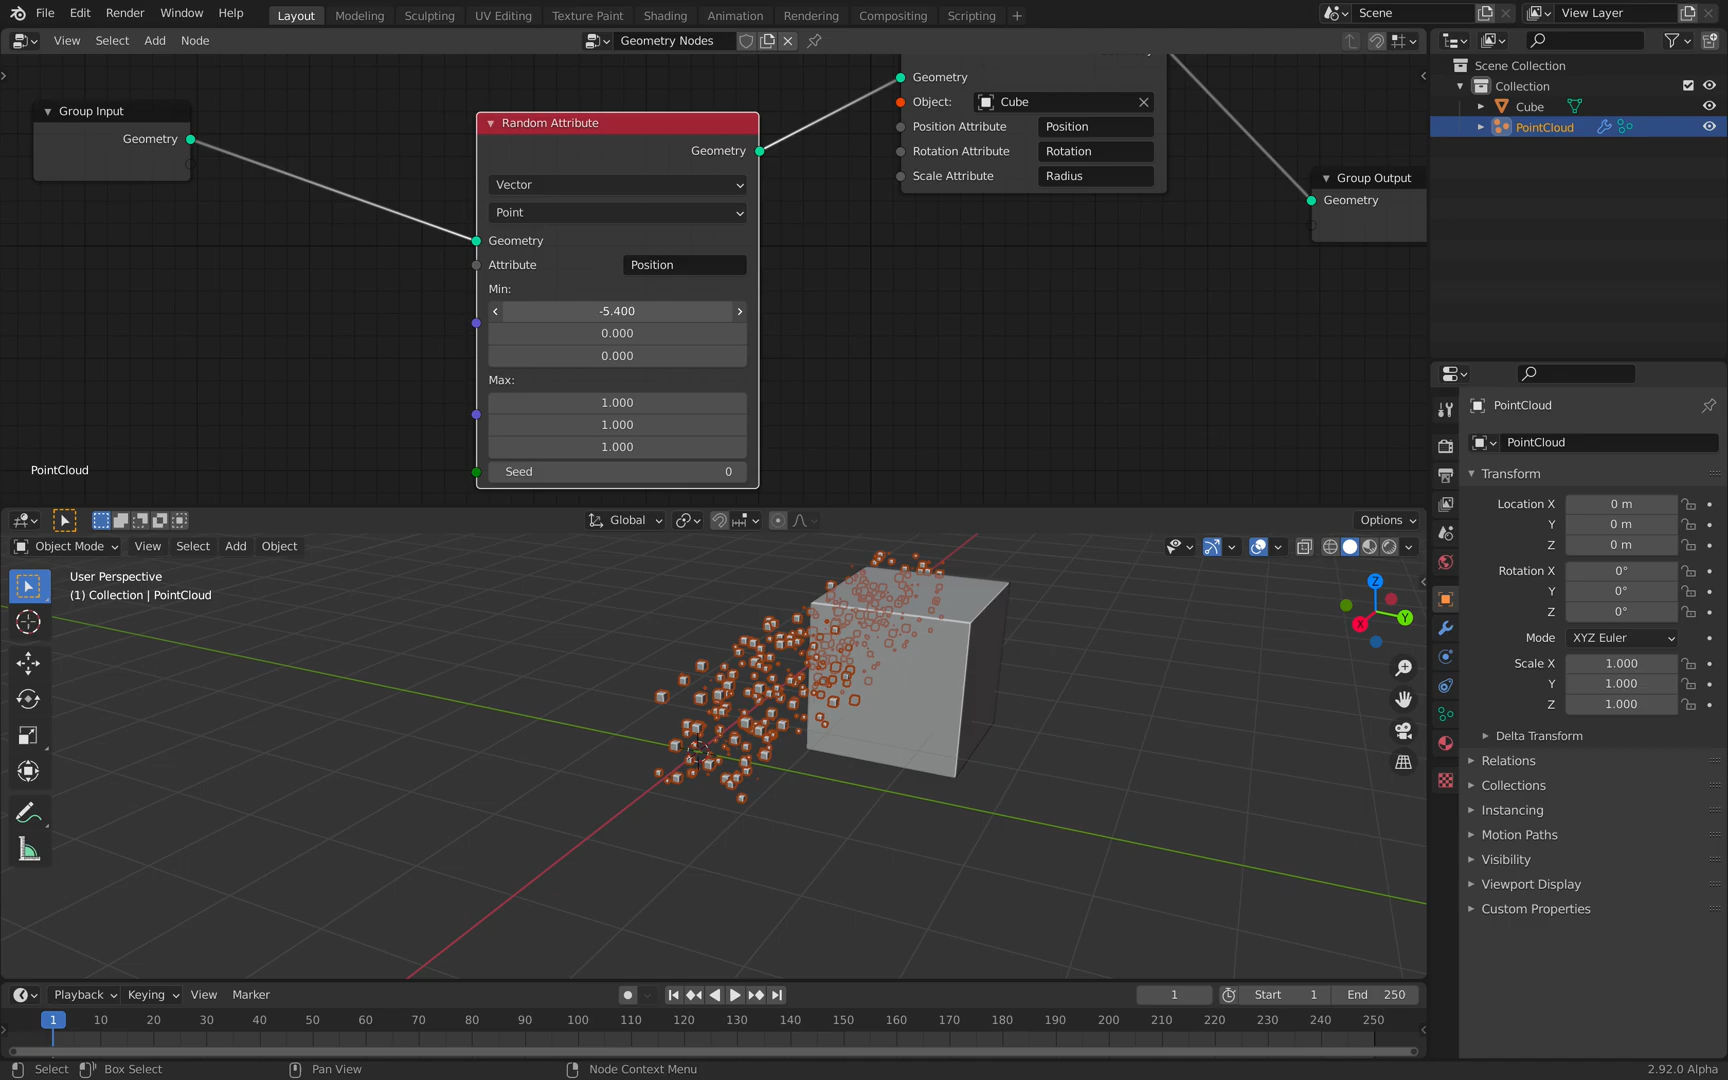 File Edit Render Window Help Layout Modeling Sculpting UV Editing Texture Paint Shading Animation Rendering Compositing Scripting + Scene View Layer
View Select Add Node Geometry Nodes
Scene Collection
Collection
Cube
PointCloud
Group Input
Geometry
Random Attribute
Geometry
Vector
Point
Geometry
Attribute Position
Min:
-5.400
0.000
0.000
Max:
1.000
1.000
1.000
Seed 0
Geometry
Object: Cube
Position Attribute Position
Rotation Attribute Rotation
Scale Attribute Radius
Group Output
Geometry
PointCloud
Global Options
Object Mode View Select Add Object
User Perspective
(1) Collection | PointCloud
Z
Y
X
PointCloud
PointCloud
Transform
Location X 0 m
Y 0 m
Z 0 m
Rotation X 0°
Y 0°
Z 0°
Mode XYZ Euler
Scale X 1.000
Y 1.000
Z 1.000
Delta Transform
Relations
Collections
Instancing
Motion Paths
Visibility
Viewport Display
Custom Properties
Playback Keying View Marker 1 Start 1 End 250
1 10 20 30 40 50 60 70 80 90 100 110 120 130 140 150 160 170 180 190 200 210 220 230 240 250
Select Box Select Pan View Node Context Menu 2.92.0 Alpha